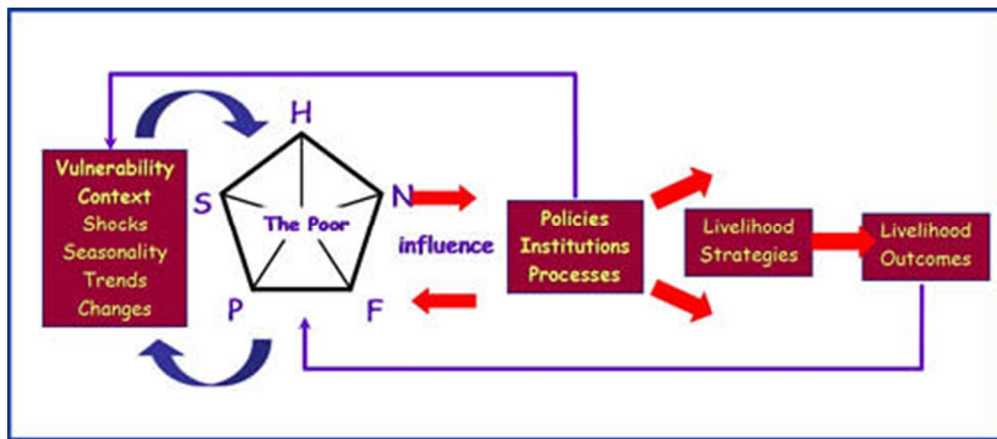 Vulnerability
Context
Shocks
Seasonality
Trends
Changes
H
S
N
The Poor
P
F
influence
Policies
Institutions
Processes
Livelihood
Strategies
Livelihood
Outcomes